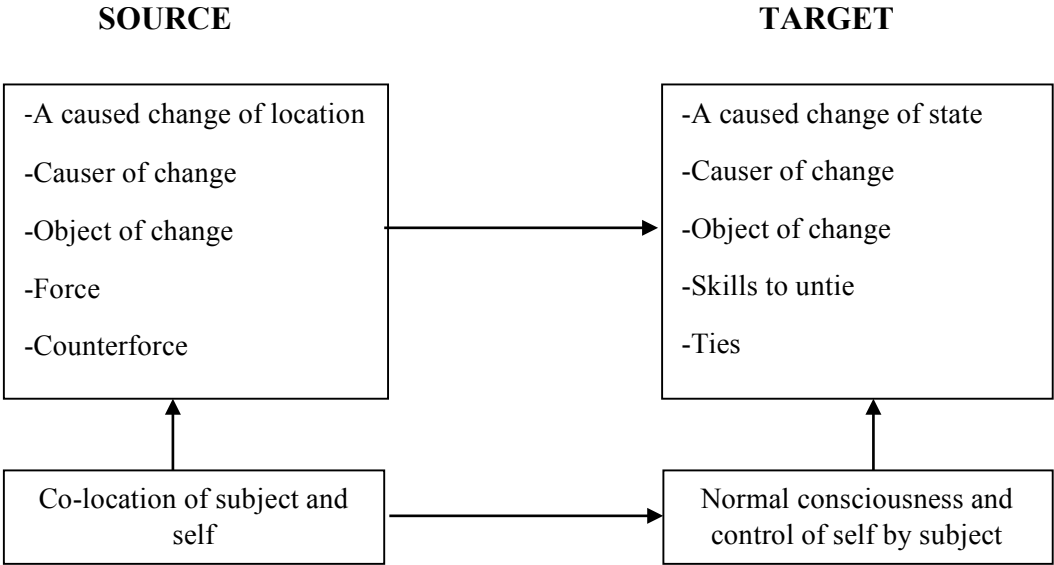 SOURCE
TARGET
-A caused change of location
-Causer of change
-Object of change
-Force
-Counterforce
-A caused change of state
-Causer of change
-Object of change
-Skills to untie
-Ties
Co-location of subject and
self
Normal consciousness and
control of self by subject